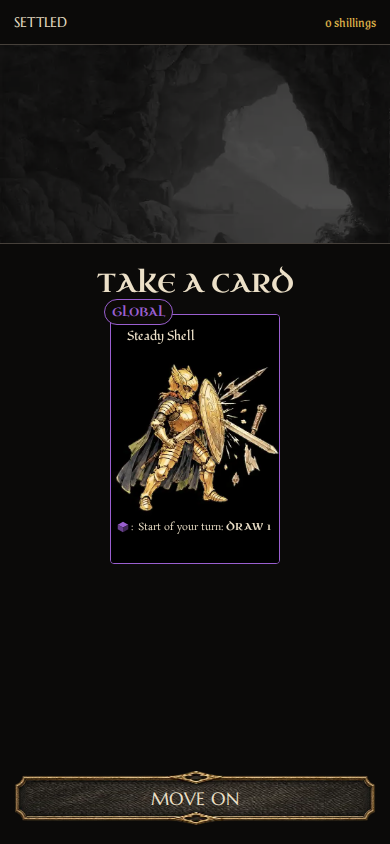 SETTLED
0 shillings
TAKE A CARD
GLOBAL
Steady Shell
: Start of your turn: DRAW 1
MOVE ON